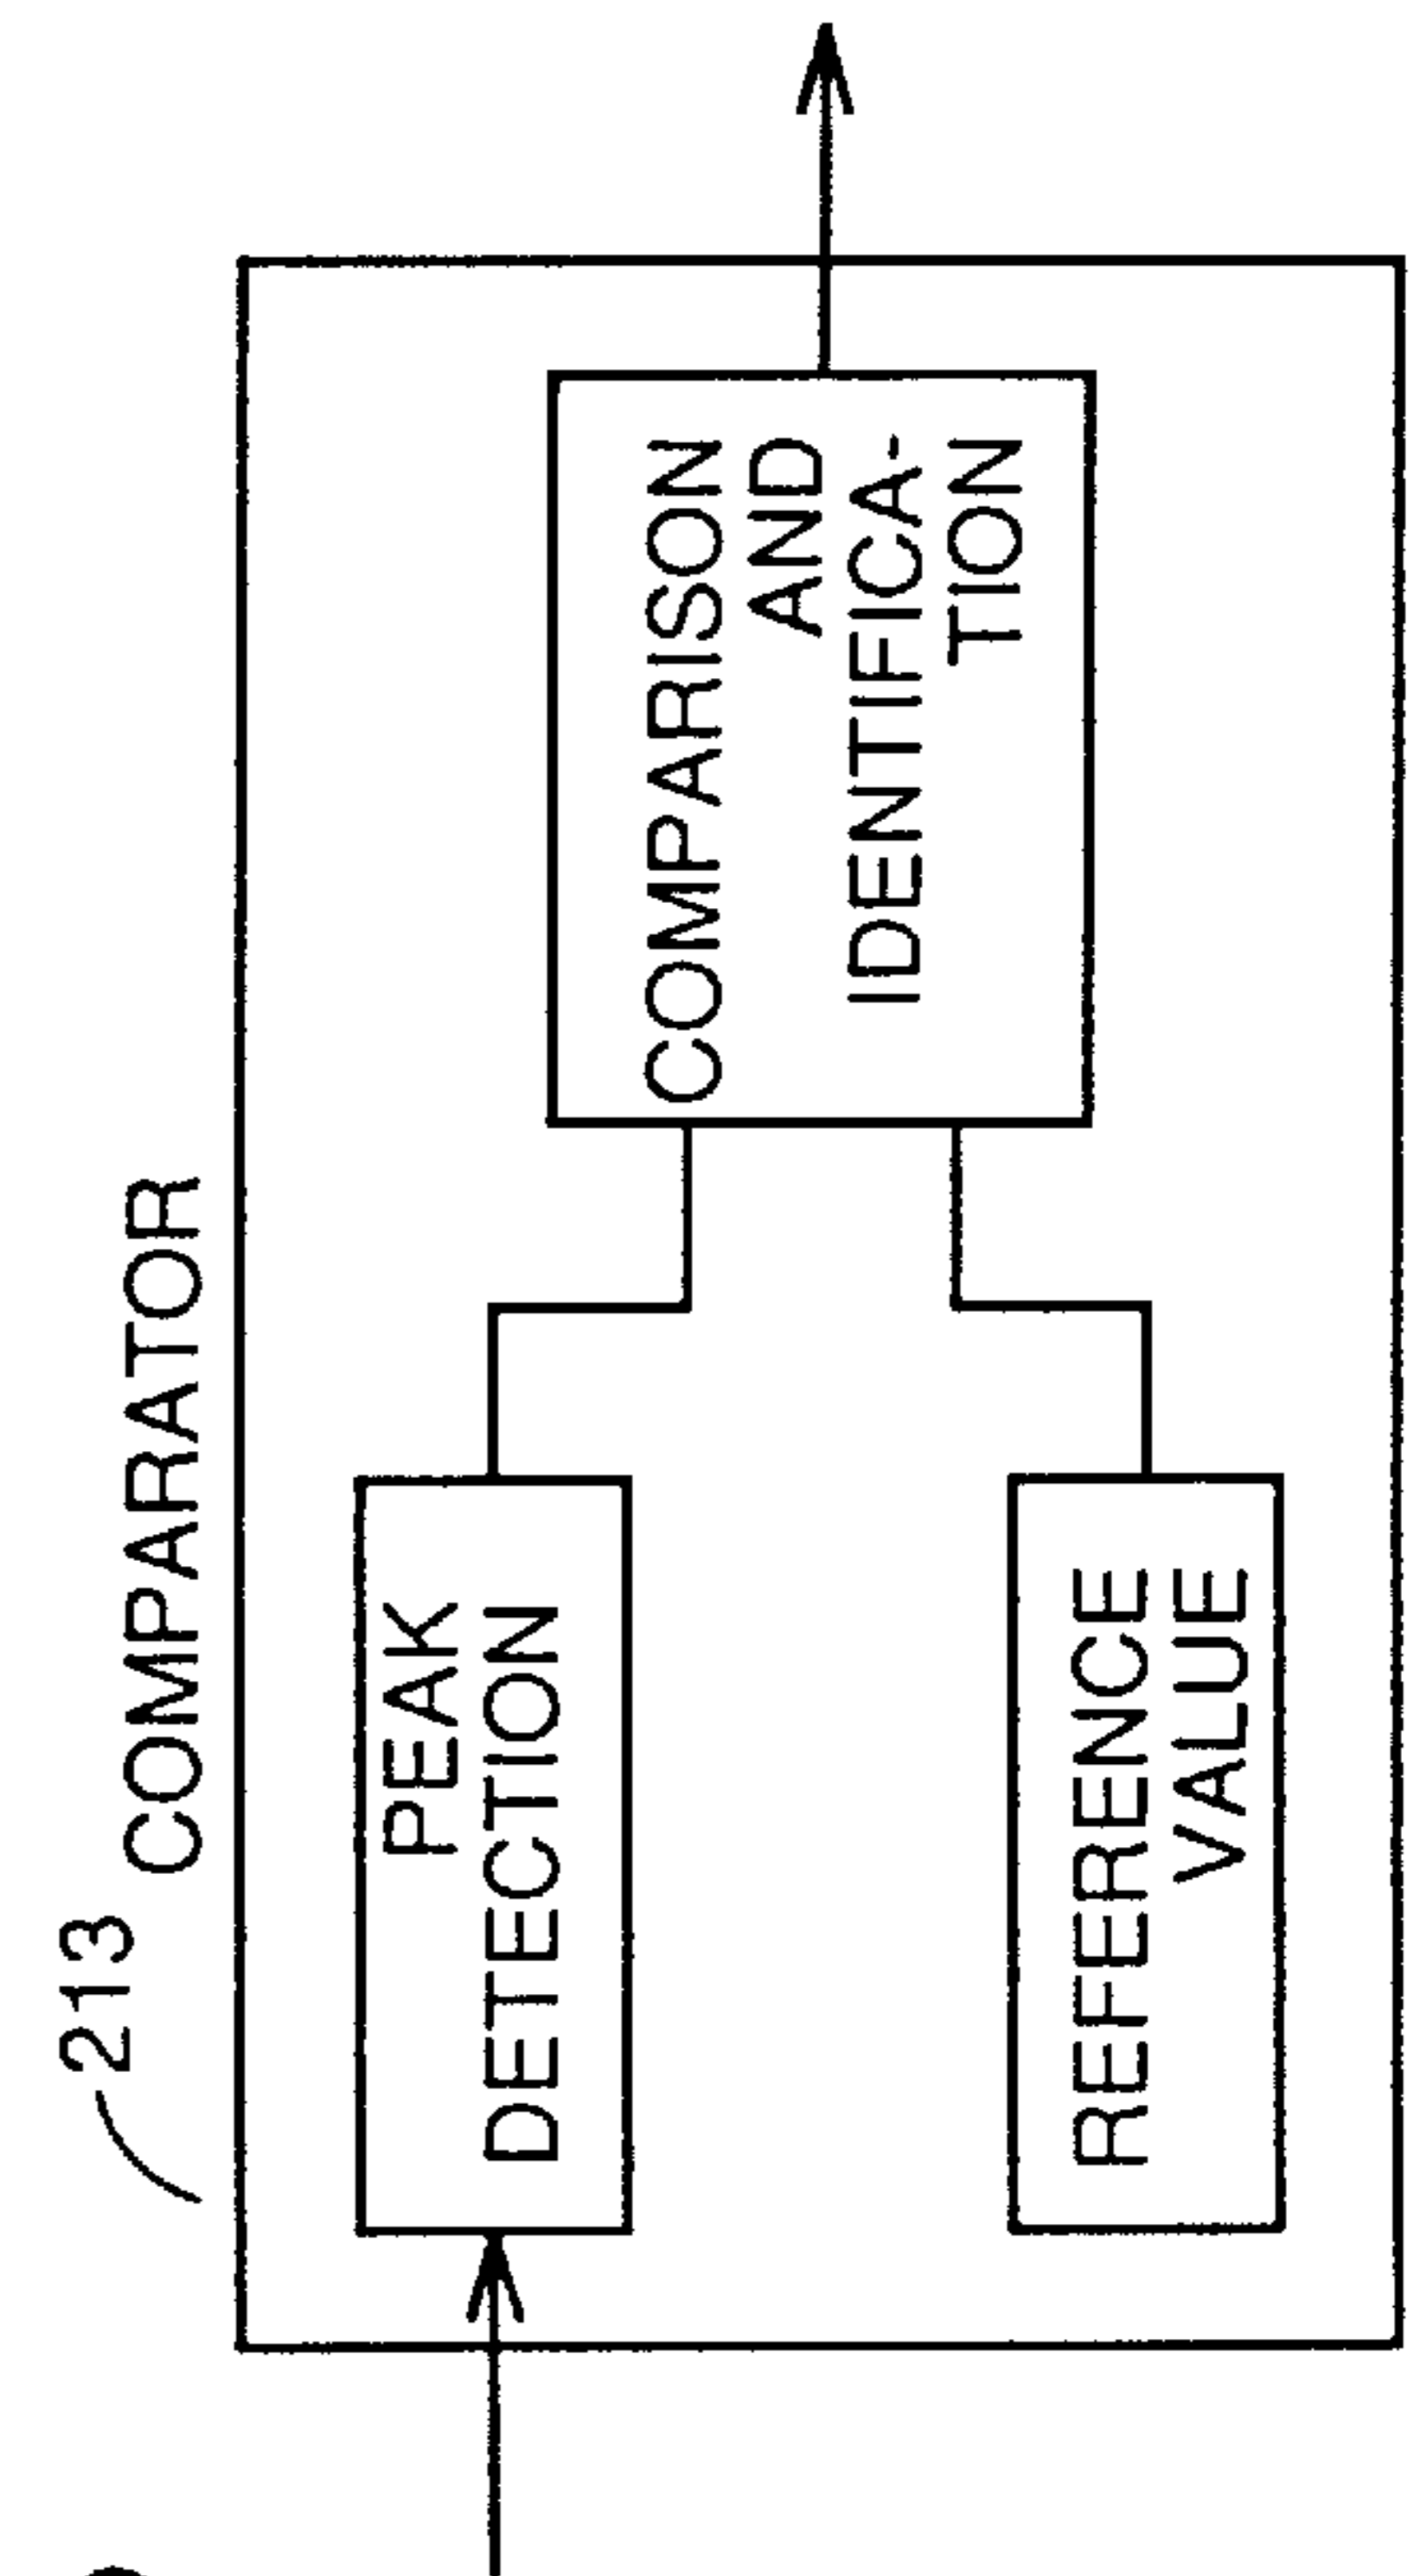 213
COMPARATOR
PEAK
DETECTION
REFERENCE
VALUE
COMPARISON
AND
IDENTIFICA-
TION